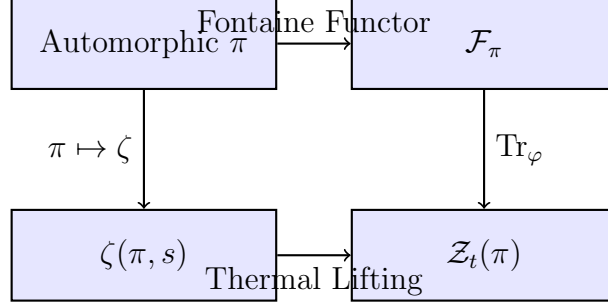 Fontaine Functor
Automorphic π
ℱ_π
π ↦ ζ
Tr_φ
ζ(π, s)
𝒵_t(π)
Thermal Lifting